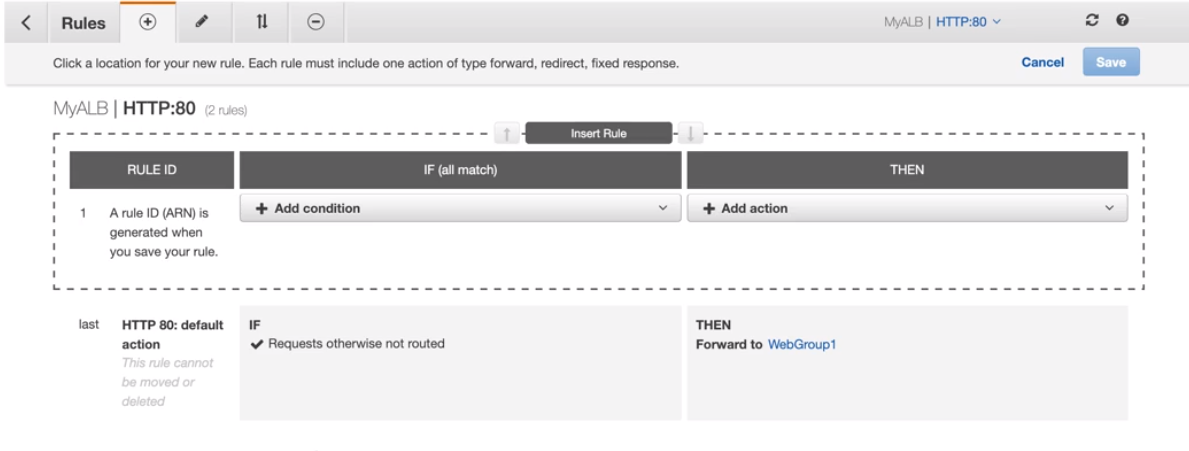 Rules
MyALB | HTTP:80
Click a location for your new rule. Each rule must include one action of type forward, redirect, fixed response.
Cancel
Save
MyALB | HTTP:80 (2 rules)
Insert Rule
RULE ID
IF (all match)
THEN
1
A rule ID (ARN) is
generated when
you save your rule.
Add condition
Add action
last
HTTP 80: default
action
This rule cannot
be moved or
deleted
IF
Requests otherwise not routed
THEN
Forward to WebGroup1